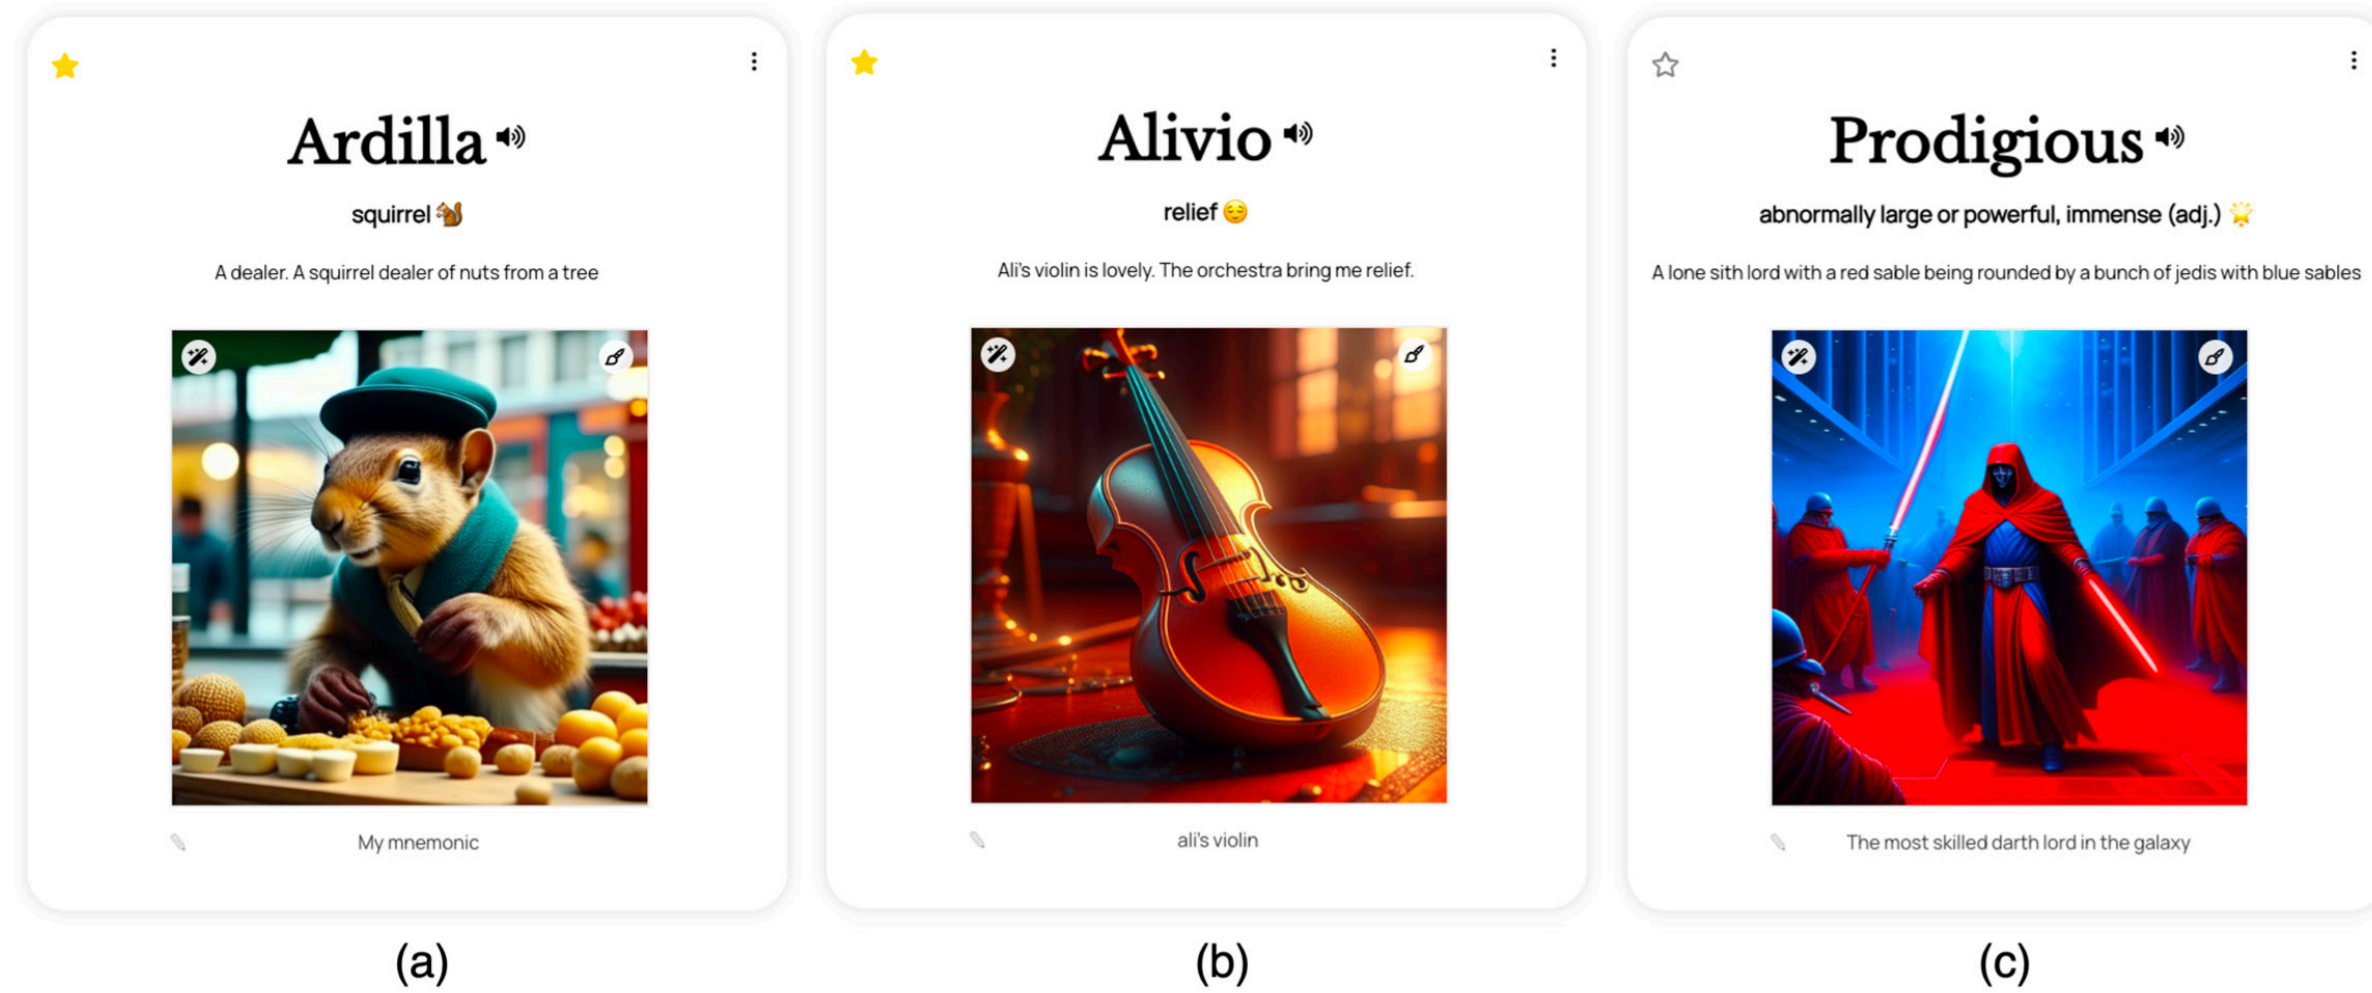 Ardilla
squirrel
A dealer. A squirrel dealer of nuts from a tree
My mnemonic
(a)
Alivio
relief
Ali's violin is lovely. The orchestra bring me relief.
ali's violin
(b)
Prodigious
abnormally large or powerful, immense (adj.)
A lone sith lord with a red sable being rounded by a bunch of jedis with blue sables
The most skilled darth lord in the galaxy
(c)